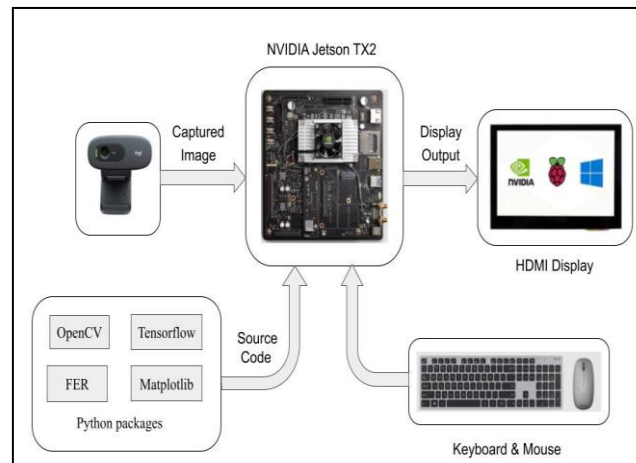 NVIDIA Jetson TX2
Captured
Image
Display
Output
NVIDIA
HDMI Display
OpenCV
Tensorflow
FER
Matplotlib
Python packages
Source
Code
Keyboard & Mouse